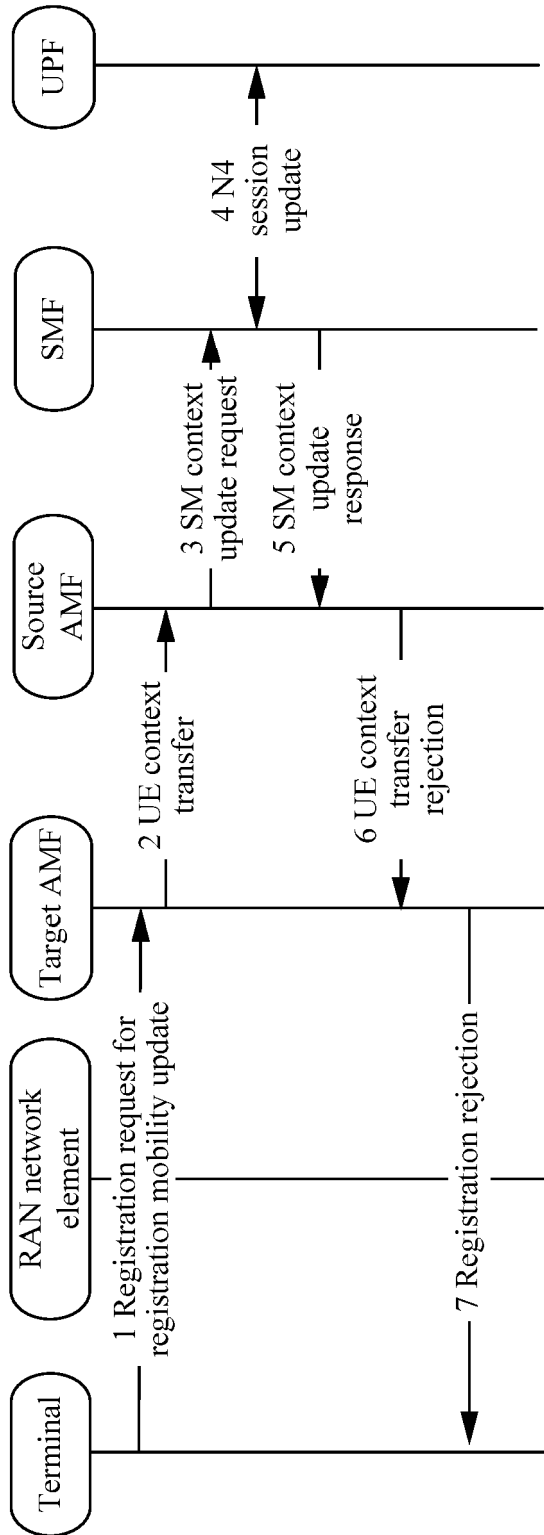 Terminal
RAN network
element
Target AMF
Source
AMF
SMF
UPF
1 Registration request for
registration mobility update
2 UE context
transfer
3 SM context
update request
4 N4
session
update
5 SM context
update
response
6 UE context
transfer
rejection
7 Registration rejection